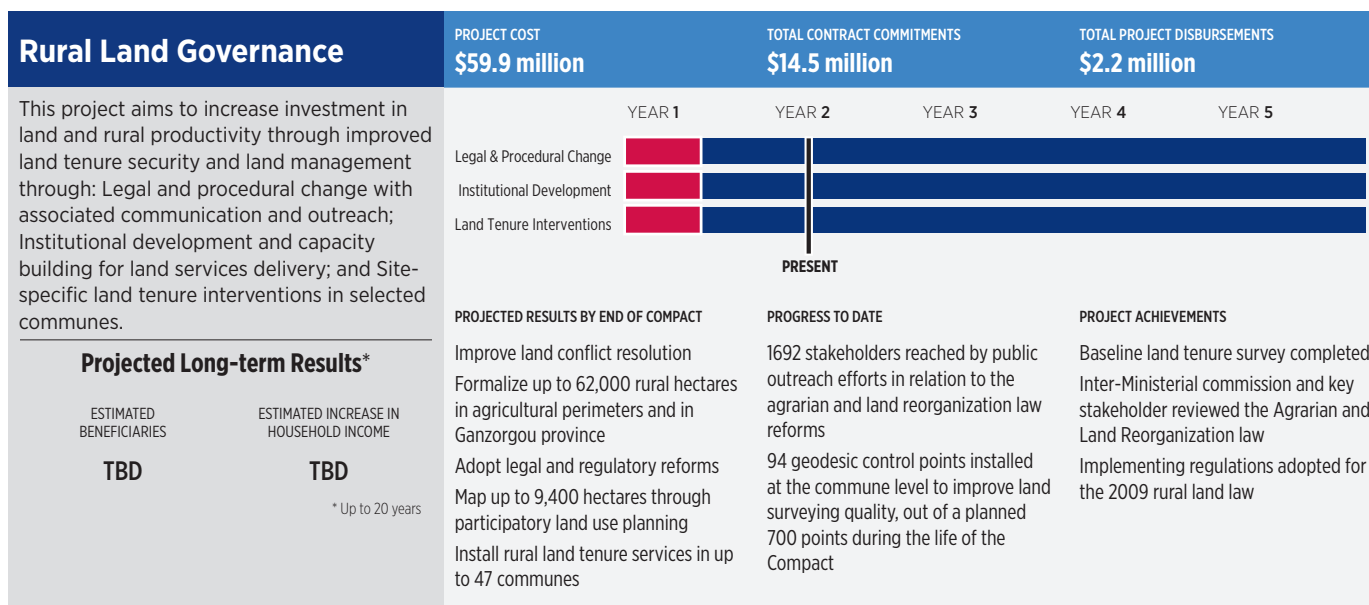 Rural Land Governance
PROJECT COST
$59.9 million
TOTAL CONTRACT COMMITMENTS
$14.5 million
TOTAL PROJECT DISBURSEMENTS
$2.2 million
This project aims to increase investment in
land and rural productivity through improved
land tenure security and land management
through: Legal and procedural change with
associated communication and outreach;
Institutional development and capacity
building for land services delivery; and Site-
specific land tenure interventions in selected
communes.
Projected Long-term Results*
ESTIMATED
BENEFICIARIES
TBD
ESTIMATED INCREASE IN
HOUSEHOLD INCOME
TBD
* Up to 20 years
YEAR 1 YEAR 2 YEAR 3 YEAR 4 YEAR 5
Legal & Procedural Change
Institutional Development
Land Tenure Interventions
PRESENT
PROJECTED RESULTS BY END OF COMPACT
Improve land conflict resolution
Formalize up to 62,000 rural hectares
in agricultural perimeters and in
Ganzorgou province
Adopt legal and regulatory reforms
Map up to 9,400 hectares through
participatory land use planning
Install rural land tenure services in up
to 47 communes
PROGRESS TO DATE
1692 stakeholders reached by public
outreach efforts in relation to the
agrarian and land reorganization law
reforms
94 geodesic control points installed
at the commune level to improve land
surveying quality, out of a planned
700 points during the life of the
Compact
PROJECT ACHIEVEMENTS
Baseline land tenure survey completed
Inter-Ministerial commission and key
stakeholder reviewed the Agrarian and
Land Reorganization law
Implementing regulations adopted for
the 2009 rural land law